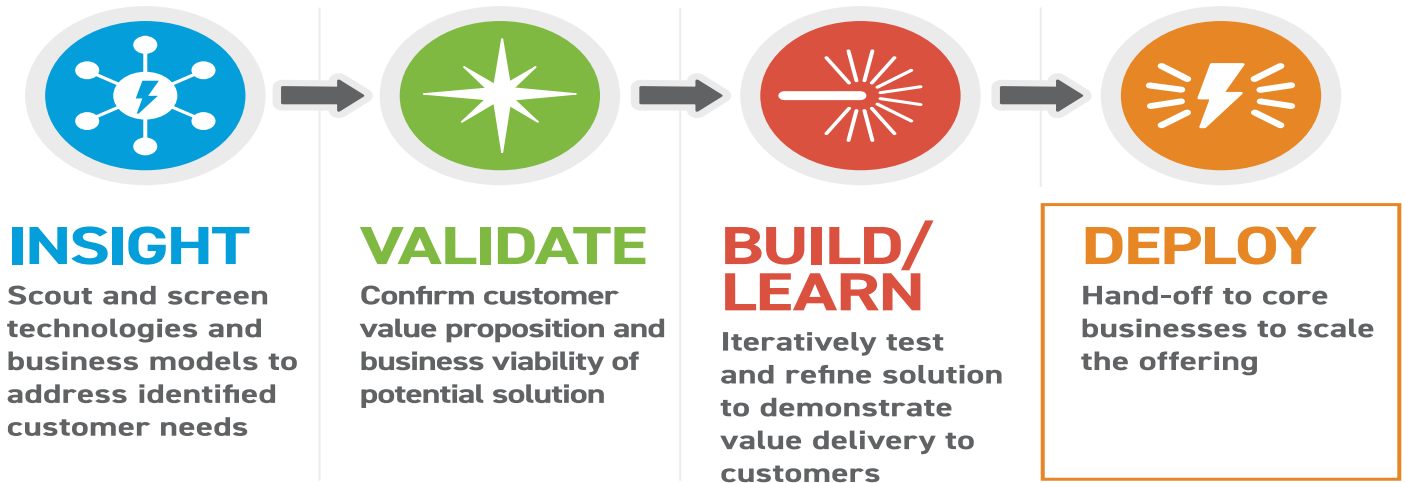 INSIGHT
Scout and screen
technologies and
business models to
address identified
customer needs
VALIDATE
Confirm customer
value proposition and
business viability of
potential solution
BUILD/
LEARN
Iteratively test
and refine solution
to demonstrate
value delivery to
customers
DEPLOY
Hand-off to core
businesses to scale
the offering